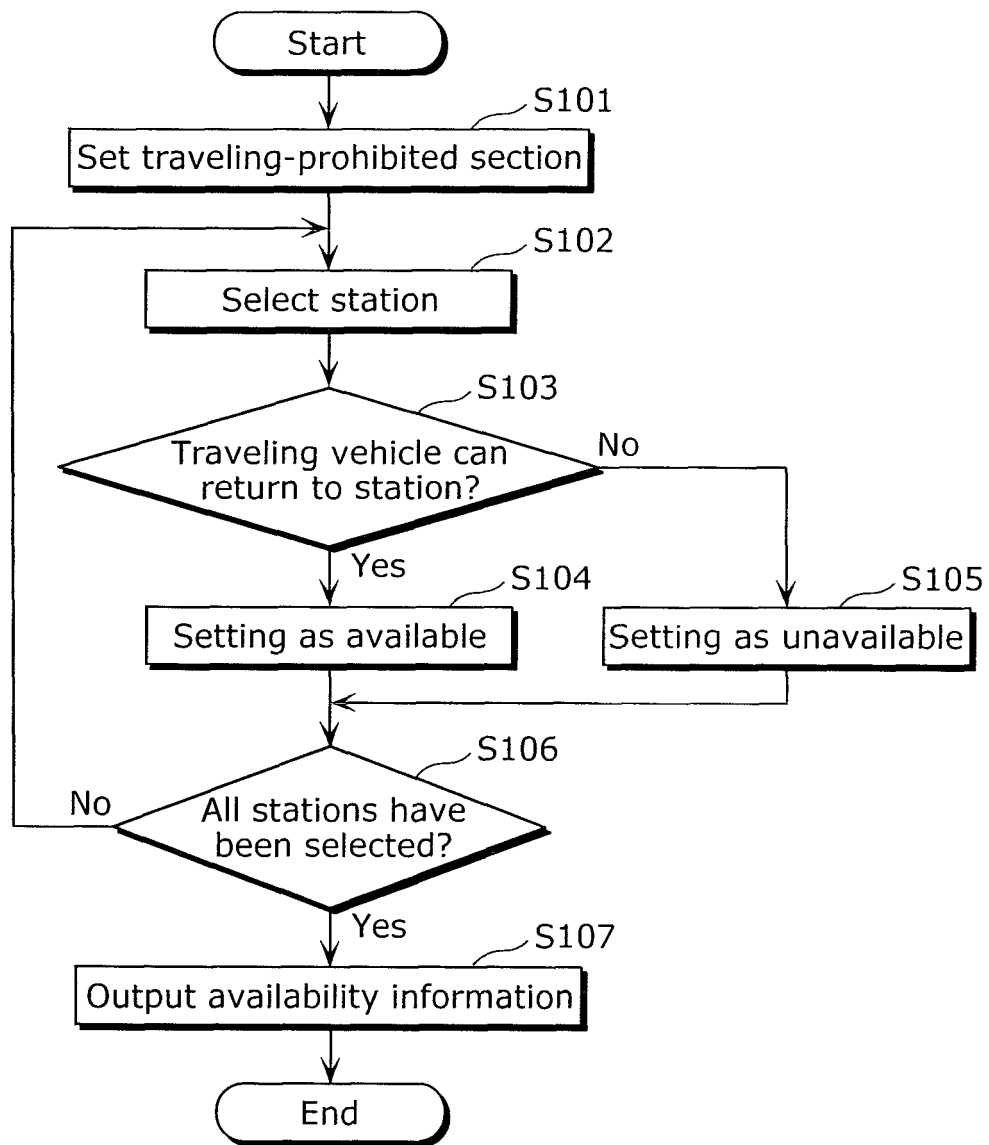 Start
S101
Set traveling-prohibited section
S102
Select station
S103
Traveling vehicle can
return to station?
No
Yes
S104
Setting as available
S105
Setting as unavailable
S106
All stations have
been selected?
No
Yes
S107
Output availability information
End